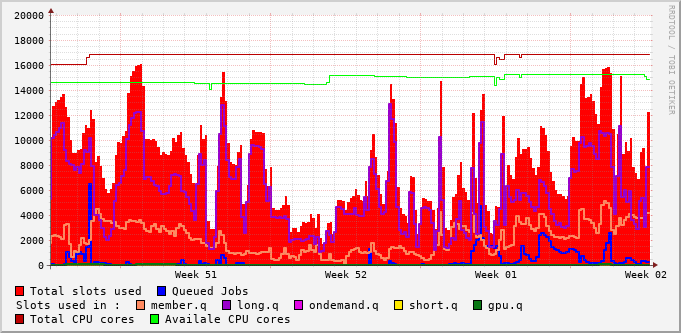 20000
18000
16000
14000
12000
10000
8000
6000
4000
2000
0
Week 51 Week 52 Week 01 Week 02
RRDTOOL / TOBI OETIKER
Total slots used Queued Jobs
Slots used in : member.q long.q ondemand.q short.q gpu.q
Total CPU cores Availale CPU cores